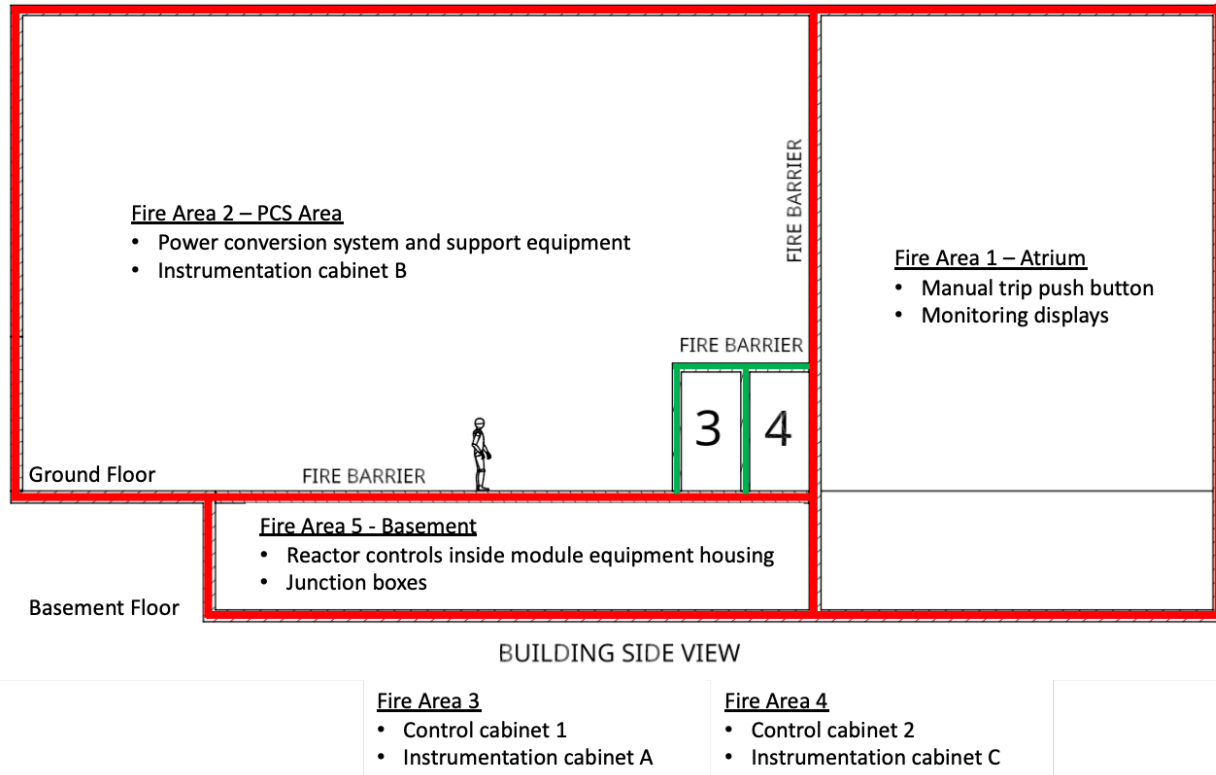 FIRE BARRIER
Fire Area 2 – PCS Area
• Power conversion system and support equipment
• Instrumentation cabinet B
Fire Area 1 – Atrium
• Manual trip push button
• Monitoring displays
FIRE BARRIER
3
4
Ground Floor
FIRE BARRIER
Fire Area 5 - Basement
• Reactor controls inside module equipment housing
• Junction boxes
Basement Floor
BUILDING SIDE VIEW
Fire Area 3
• Control cabinet 1
• Instrumentation cabinet A
Fire Area 4
• Control cabinet 2
• Instrumentation cabinet C